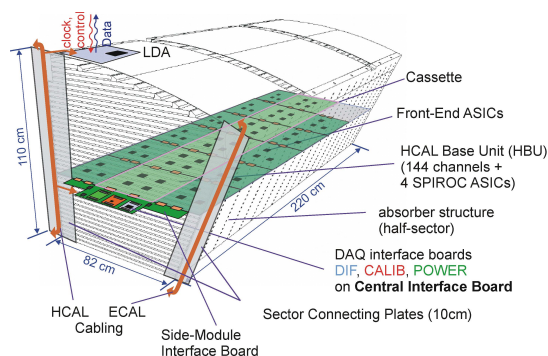 clock,
control
Data
LDA
Cassette
Front-End ASICs
HCAL Base Unit (HBU)
(144 channels +
4 SPIROC ASICs)
110 cm
220 cm
absorber structure
(half-sector)
82 cm
DAQ interface boards
DIF, CALIB, POWER
on Central Interface Board
HCAL ECAL
Cabling
Sector Connecting Plates (10cm)
Side-Module
Interface Board